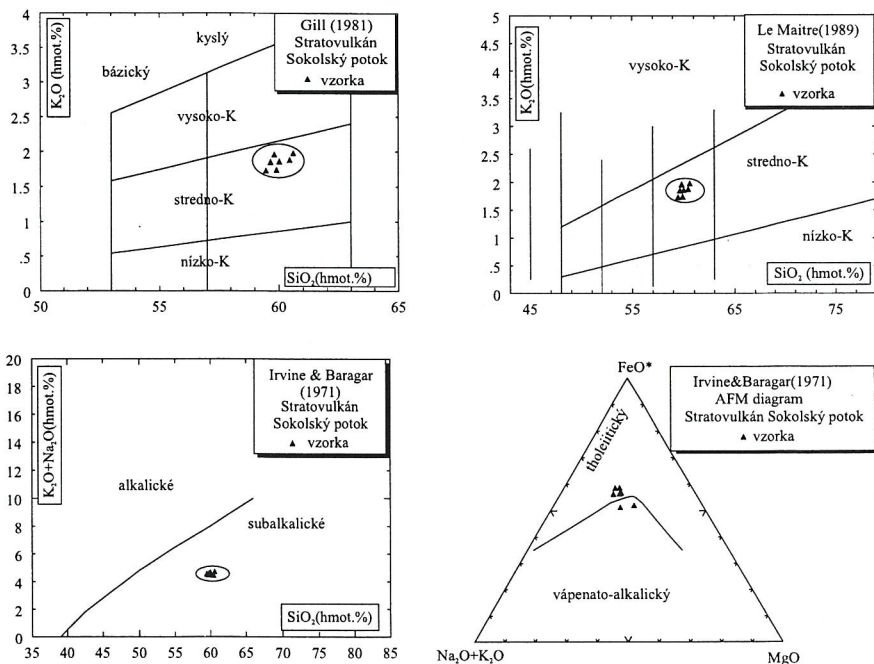 Gill (1981)
Stratovulkán
Sokolský potok
▲ vzorka
K₂O (hmot.%)
4
3.5
3
2.5
2
1.5
1
.5
0
kyslý
bázický
vysoko-K
stredno-K
nízko-K
SiO₂(hmot.%)
50 55 60 65
Le Maitre(1989)
Stratovulkán
Sokolský potok
▲ vzorka
K₂O(hmot.%)
5
4.5
4
3.5
3
2.5
2
1.5
1
.5
0
vysoko-K
stredno-K
nízko-K
SiO₂ (hmot.%)
45 55 65 75
Irvine & Baragar
(1971)
Stratovulkán
Sokolský potok
▲ vzorka
K₂O+Na₂O(hmot.%)
20
18
16
14
12
10
8
6
4
2
0
alkalické
subalkalické
SiO₂(hmot.%)
35 40 45 50 55 60 65 70 75 80 85
Irvine&Baragar(1971)
AFM diagram
Stratovulkán Sokolský potok
▲ vzorka
FeO*
tholejiitický
vápenato-alkalický
Na₂O+K₂O
MgO